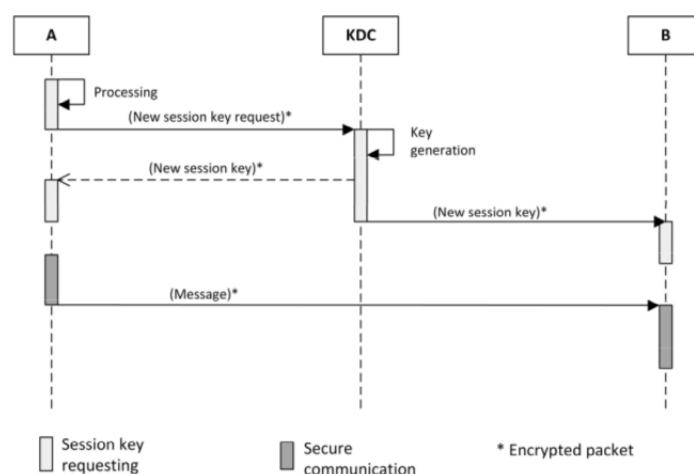 A
KDC
B
Processing
(New session key request)*
Key
generation
(New session key)*
(New session key)*
(Message)*
Session key
requesting
Secure
communication
* Encrypted packet